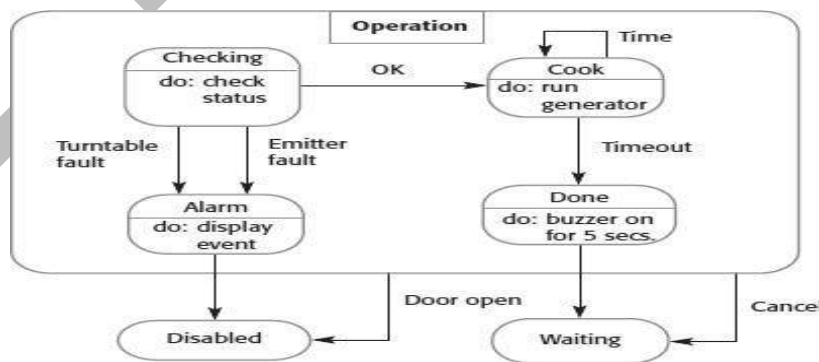 Operation
Checking
do: check
status
OK
Time
Cook
do: run
generator
Turntable
fault
Emitter
fault
Timeout
Alarm
do: display
event
Done
do: buzzer on
for 5 secs.
Door open
Cancel
Disabled
Waiting